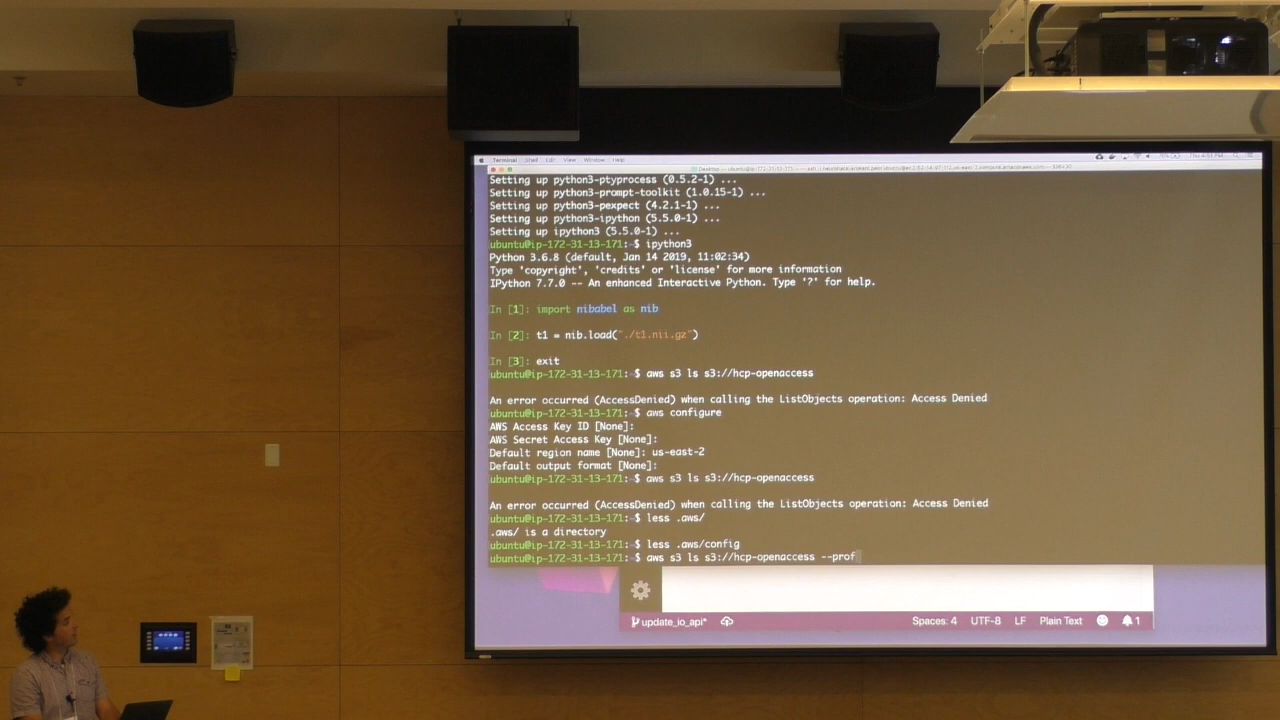 Terminal Shell Edit View Window Help
Setting up python3-ptyprocess (0.5.2-1) ...
Setting up python3-prompt-toolkit (1.0.15-1) ...
Setting up python3-pexpect (4.2.1-1) ...
Setting up python3-ipython (5.5.0-1) ...
Setting up ipython3 (5.5.0-1) ...
ubuntu@ip-172-31-13-171:~$ ipython3
Python 3.6.8 (default, Jan 14 2019, 11:02:34)
Type 'copyright', 'credits' or 'license' for more information
IPython 7.7.0 -- An enhanced Interactive Python. Type '?' for help.
In [1]: import nibabel as nib
In [2]: t1 = nib.load("./t1.nii.gz")
In [3]: exit
ubuntu@ip-172-31-13-171:~$ aws s3 ls s3://hcp-openaccess
An error occurred (AccessDenied) when calling the ListObjects operation: Access Denied
ubuntu@ip-172-31-13-171:~$ aws configure
AWS Access Key ID [None]:
AWS Secret Access Key [None]:
Default region name [None]: us-east-2
Default output format [None]:
ubuntu@ip-172-31-13-171:~$ aws s3 ls s3://hcp-openaccess
An error occurred (AccessDenied) when calling the ListObjects operation: Access Denied
ubuntu@ip-172-31-13-171:~$ less .aws/
.aws/ is a directory
ubuntu@ip-172-31-13-171:~$ less .aws/config
ubuntu@ip-172-31-13-171:~$ aws s3 ls s3://hcp-openaccess --prof
update_io_api* Spaces: 4 UTF-8 LF Plain Text 1